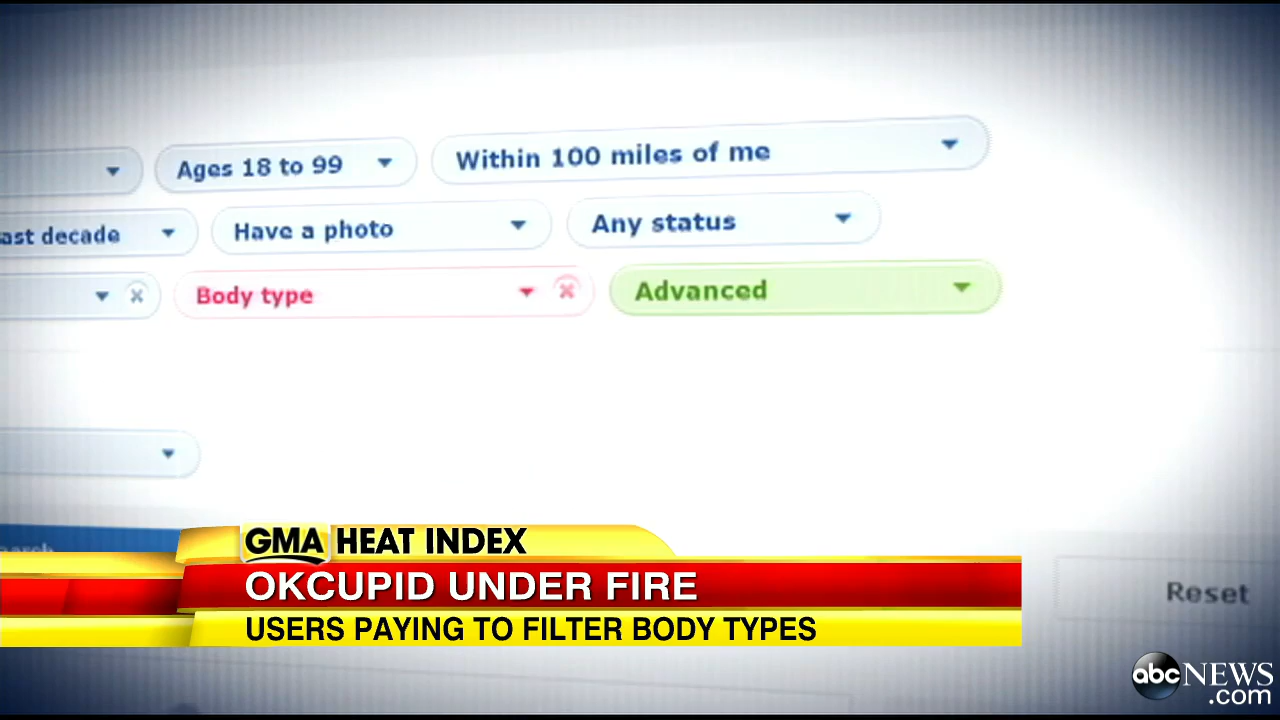 Ages 18 to 99
Within 100 miles of me
ast decade
Have a photo
Any status
Body type
Advanced
GMA HEAT INDEX
OKCUPID UNDER FIRE
USERS PAYING TO FILTER BODY TYPES
Reset
abc NEWS
.com